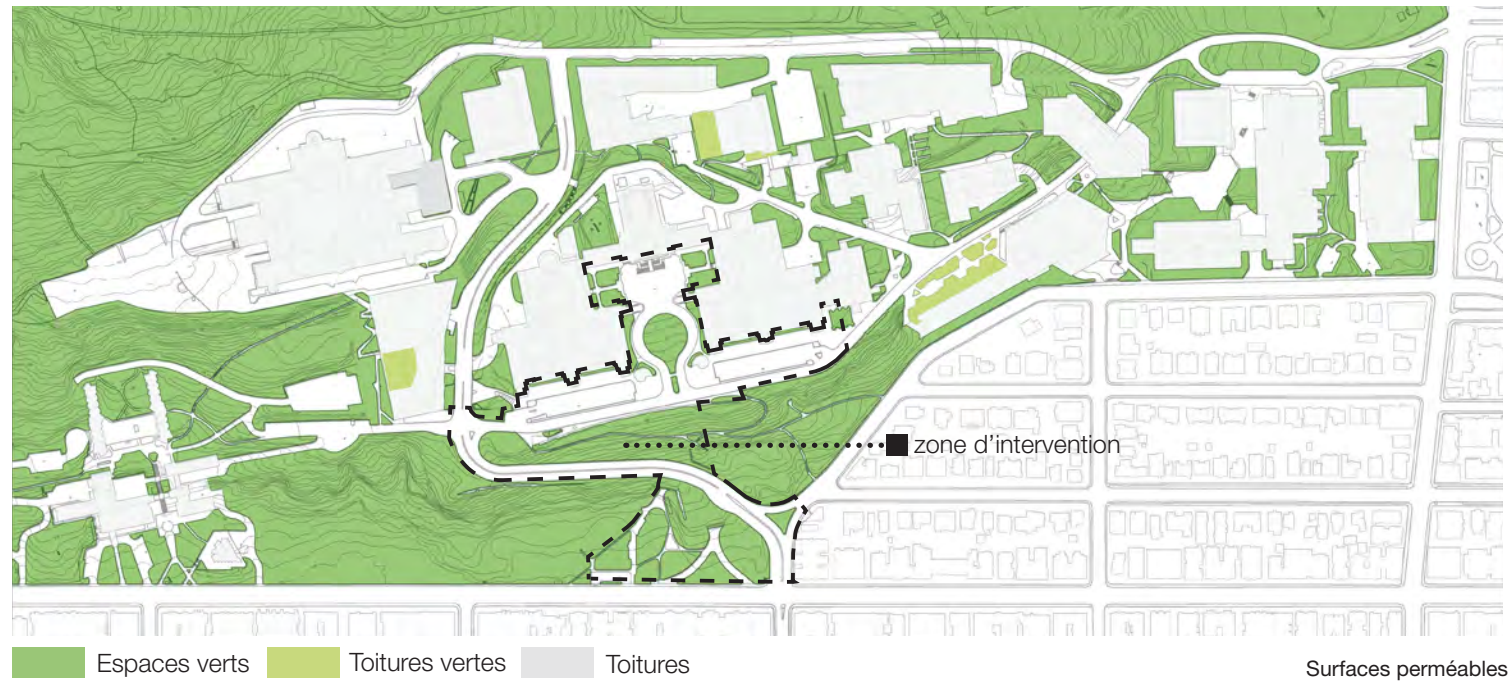 zone d'intervention
Espaces verts
Toitures vertes
Toitures
Surfaces perméables